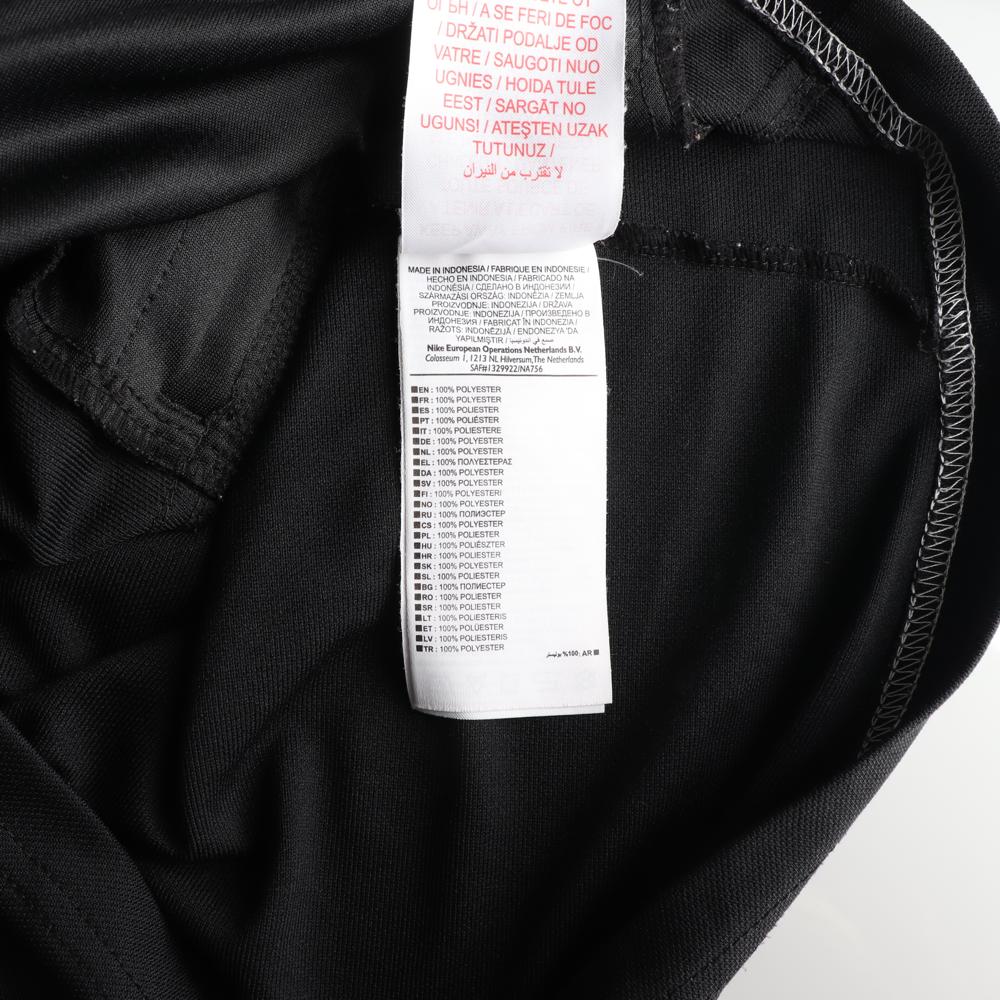 ОГЪН / A SE FERI DE FOC
/ DRŽATI PODALJE OD
VATRE / SAUGOTI NUO
UGNIES / HOIDA TULE
EEST / SARGĀT NO
UGUNS! / ATEŞTEN UZAK
TUTUNUZ /
لا تقترب من النيران
MADE IN INDONESIA / FABRIQUE EN INDONESIE /
HECHO EN INDONESIA / FABRICADO NA
INDONÉSIA / СДЕЛАНО В ИНДОНЕЗИИ /
SZÁRMAZÁSI ORSZÁG: INDONÉZIA / ZEMLJA
PROIZVODNJE: INDONEZIJA / DRŽAVA
PROIZVODNJE: INDONEZIJA / ПРОИЗВЕДЕНО В
ИНДОНЕЗИЯ / FABRICAT ÎN INDONEZIA /
RAŽOTS: INDONĒZIJĀ / ENDONEZYA 'DA
YAPILMIŞTIR / صنع في اندونيسيا
Nike European Operations Netherlands B.V.
Colosseum 1, 1213 NL Hilversum, The Netherlands
SAF#1329922/NA756
EN : 100% POLYESTER
FR : 100% POLYESTER
ES : 100% POLIESTER
PT : 100% POLIÉSTER
IT : 100% POLIESTERE
DE : 100% POLYESTER
NL : 100% POLYESTER
EL : 100% ΠΟΛΥΕΣΤΕΡΑΣ
DA : 100% POLYESTER
SV : 100% POLYESTER
FI : 100% POLYESTERI
NO : 100% POLYESTER
RU : 100% ПОЛИЭСТЕР
CS : 100% POLYESTER
PL : 100% POLIESTER
HU : 100% POLIÉSZTER
HR : 100% POLIESTER
SK : 100% POLYESTER
SL : 100% POLIESTER
BG : 100% ПОЛИЕСТЕР
RO : 100% POLIESTER
SR : 100% POLIESTER
LT : 100% POLIESTERIS
ET : 100% POLÜESTER
LV : 100% POLIESTERIS
TR : 100% POLYESTER
AR :100% بوليستر